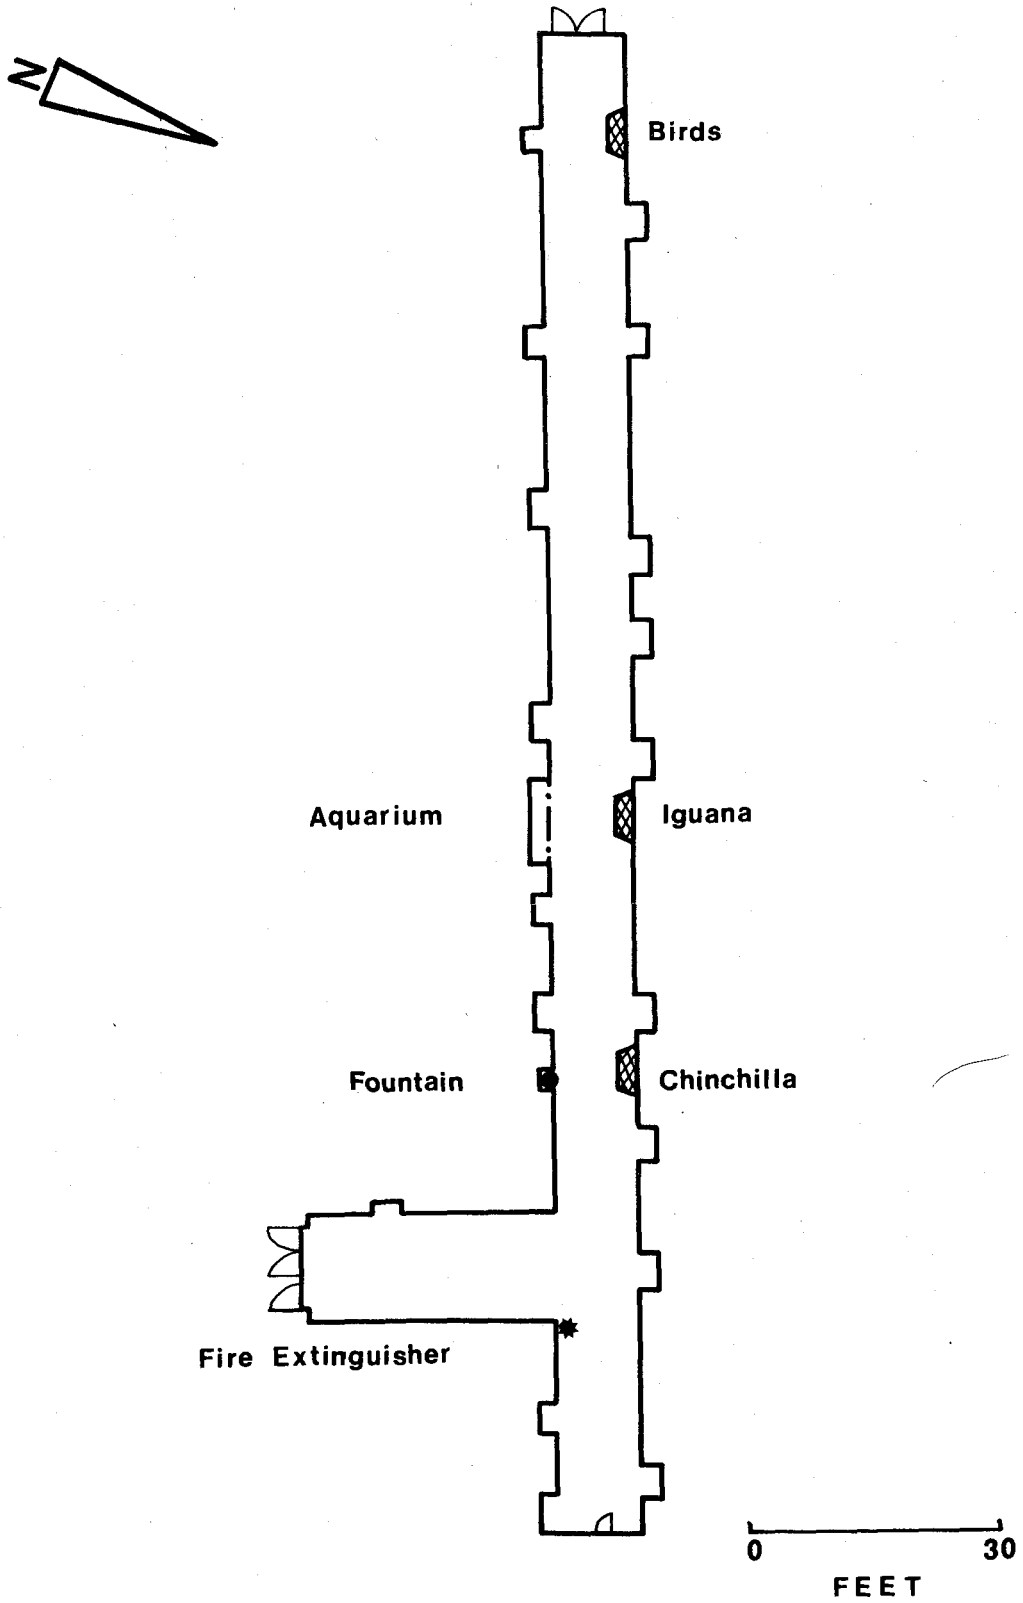 N
Birds
Aquarium
Iguana
Fountain
Chinchilla
Fire Extinguisher
0 30
FEET